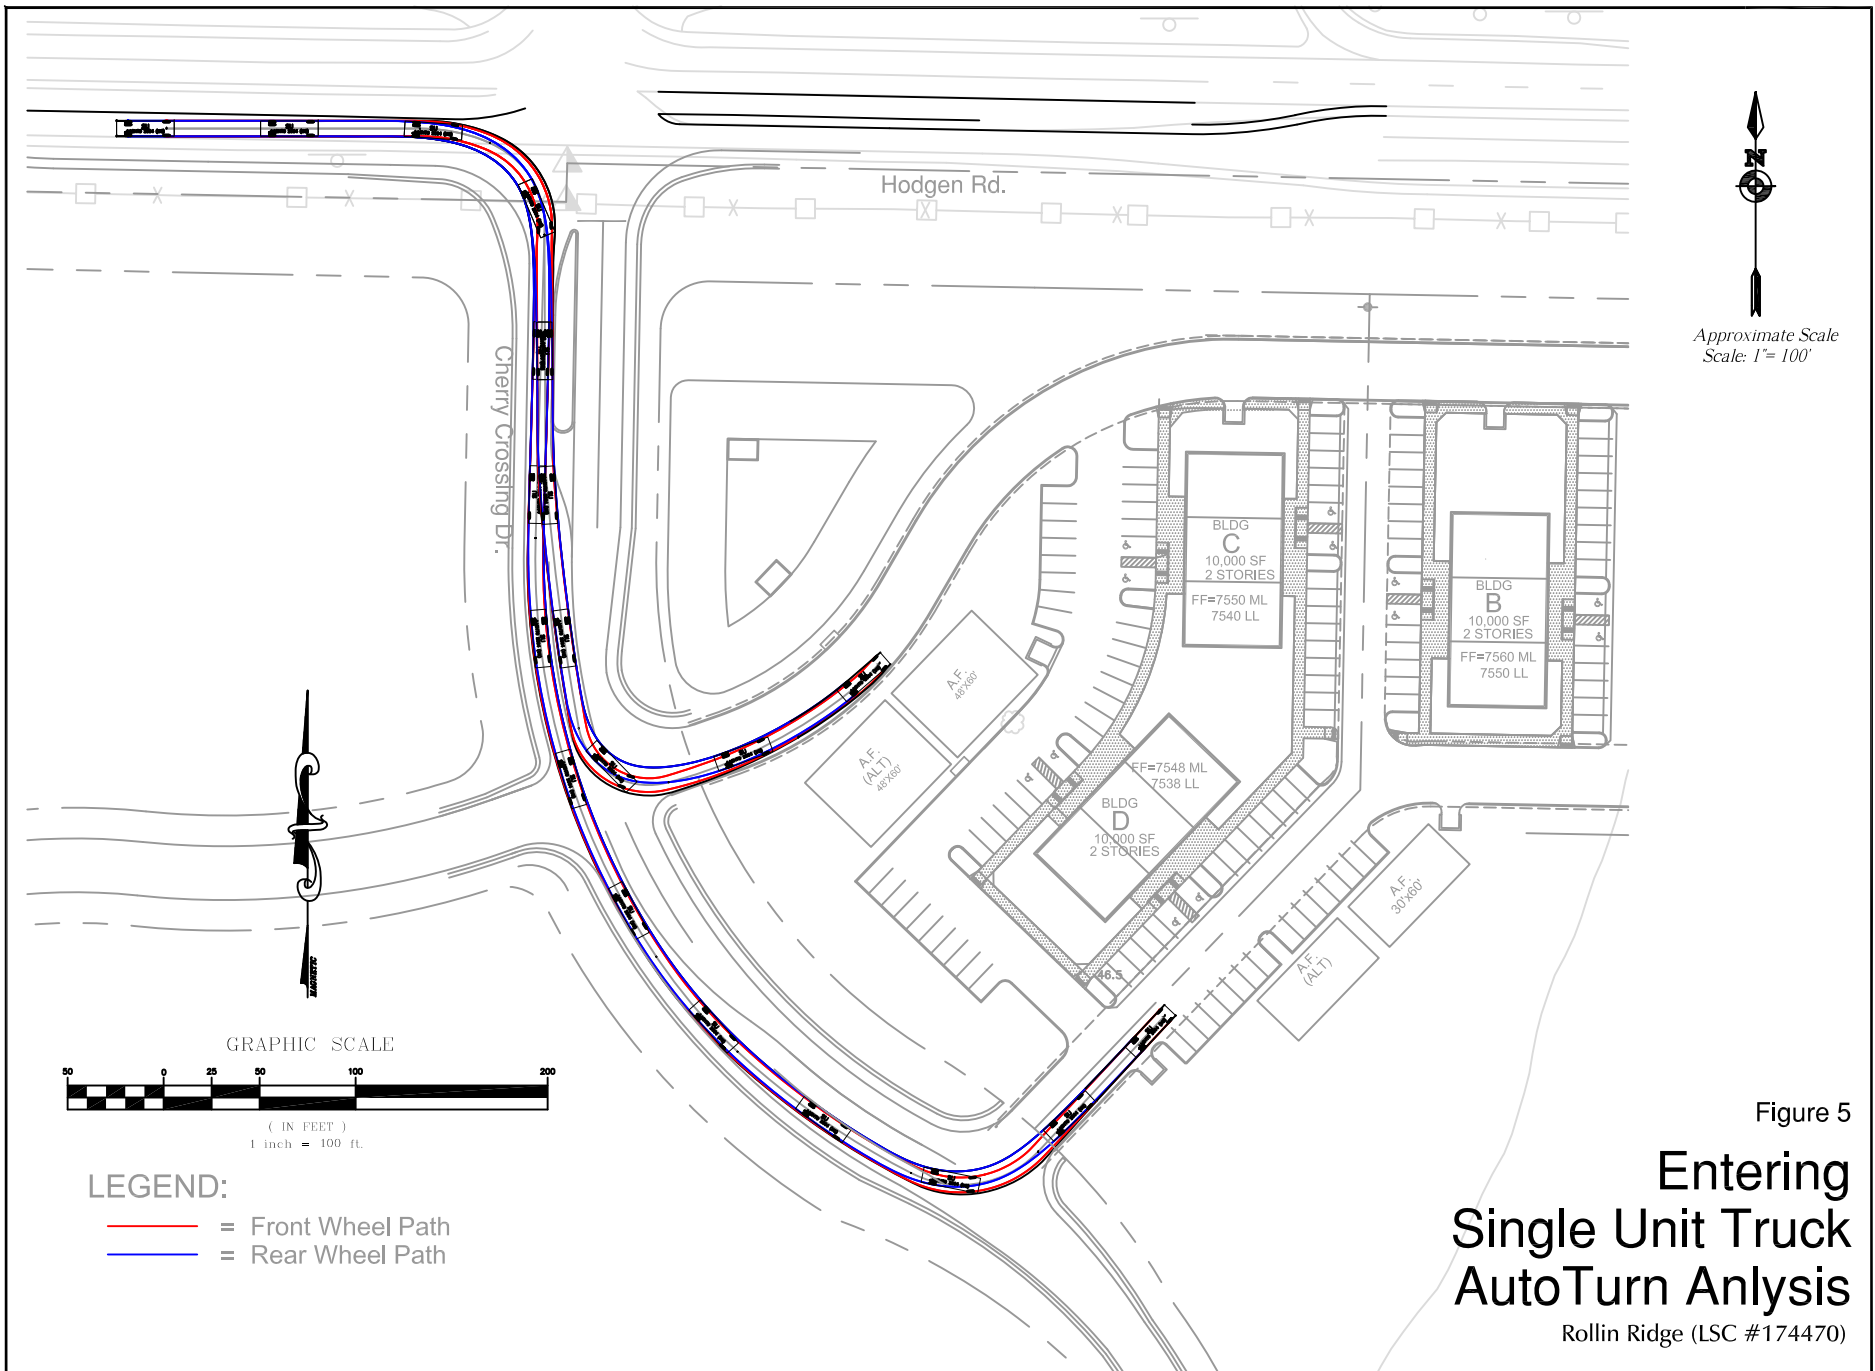 Hodgen Rd.
N
Approximate Scale
Scale: 1"= 100'
Cherry Crossing Dr.
BLDG
C
10,000 SF
2 STORIES
FF=7550 ML
7540 LL
BLDG
B
10,000 SF
2 STORIES
FF=7560 ML
7550 LL
A.F.
48'X60'
A.F.
(ALT)
48'X60'
FF=7548 ML
7538 LL
BLDG
D
10,000 SF
2 STORIES
A.F.
30'x60'
A.F.
(ALT)
46.5
MAGNETIC
GRAPHIC SCALE
50 0 25 50 100 200
( IN FEET )
1 inch = 100 ft.
LEGEND:
= Front Wheel Path
= Rear Wheel Path
Figure 5
Entering
Single Unit Truck
AutoTurn Anlysis
Rollin Ridge (LSC #174470)